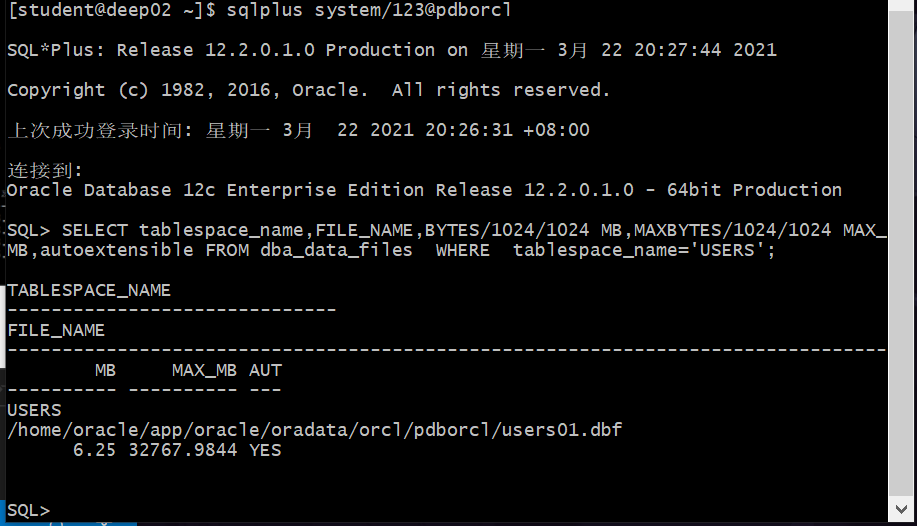 [student@deep02 ~]$ sqlplus system/123@pdborcl
SQL*Plus: Release 12.2.0.1.0 Production on 星期一 3月 22 20:27:44 2021
Copyright (c) 1982, 2016, Oracle.  All rights reserved.
上次成功登录时间: 星期一 3月  22 2021 20:26:31 +08:00
连接到:
Oracle Database 12c Enterprise Edition Release 12.2.0.1.0 - 64bit Production
SQL> SELECT tablespace_name,FILE_NAME,BYTES/1024/1024 MB,MAXBYTES/1024/1024 MAX_
MB,autoextensible FROM dba_data_files  WHERE  tablespace_name='USERS';
TABLESPACE_NAME
------------------------------
FILE_NAME
--------------------------------------------------------------------------------
        MB     MAX_MB AUT
---------- ---------- ---
USERS
/home/oracle/app/oracle/oradata/orcl/pdborcl/users01.dbf
      6.25 32767.9844 YES
SQL>